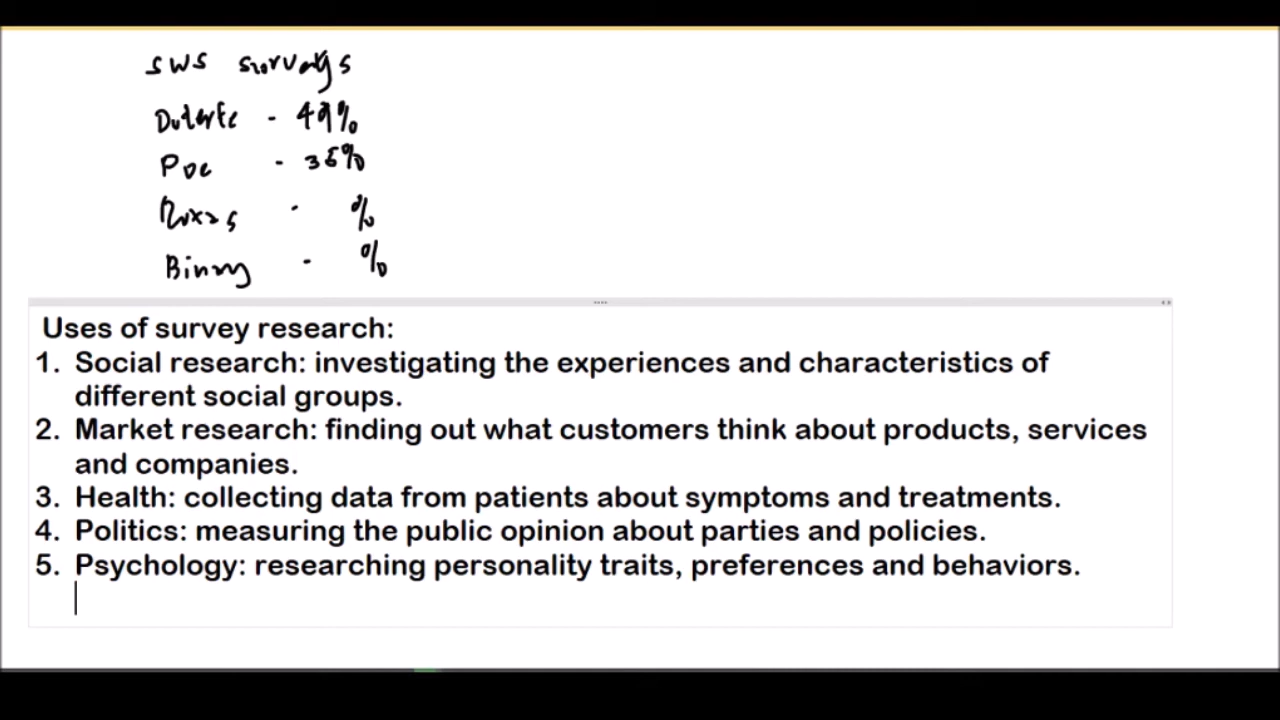 SWS surveys
Duterte - 49%
Poe - 35%
Roxas - %
Binay - %
Uses of survey research:
1. Social research: investigating the experiences and characteristics of
different social groups.
2. Market research: finding out what customers think about products, services
and companies.
3. Health: collecting data from patients about symptoms and treatments.
4. Politics: measuring the public opinion about parties and policies.
5. Psychology: researching personality traits, preferences and behaviors.